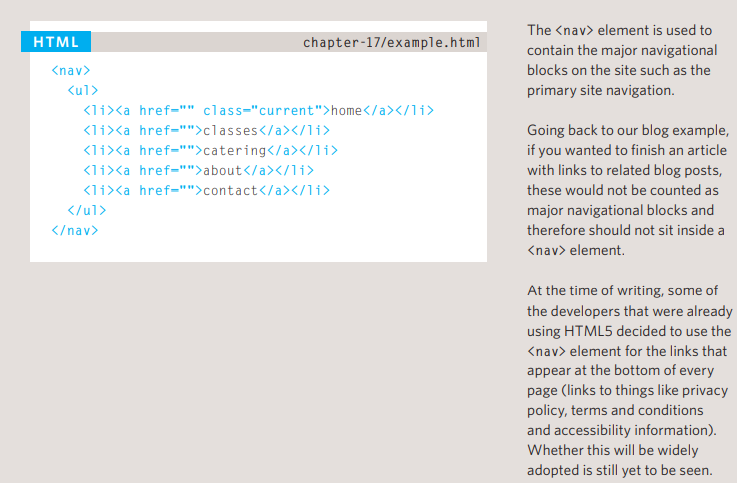 HTML
chapter-17/example.html
<nav>
<ul>
<li><a href="" class="current">home</a></li>
<li><a href="">classes</a></li>
<li><a href="">catering</a></li>
<li><a href="">about</a></li>
<li><a href="">contact</a></li>
</ul>
</nav>
The <nav> element is used to
contain the major navigational
blocks on the site such as the
primary site navigation.
Going back to our blog example,
if you wanted to finish an article
with links to related blog posts,
these would not be counted as
major navigational blocks and
therefore should not sit inside a
<nav> element.
At the time of writing, some of
the developers that were already
using HTML5 decided to use the
<nav> element for the links that
appear at the bottom of every
page (links to things like privacy
policy, terms and conditions
and accessibility information).
Whether this will be widely
adopted is still yet to be seen.